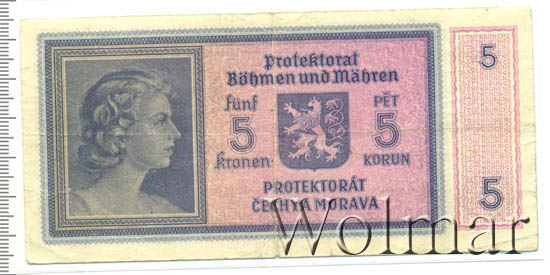 Protektorat
Böhmen und Mähren
fünf PĚT
5 5
kronen KORUN
PROTEKTORÁT
ČECHY A MORAVA
5
5
Wolmar